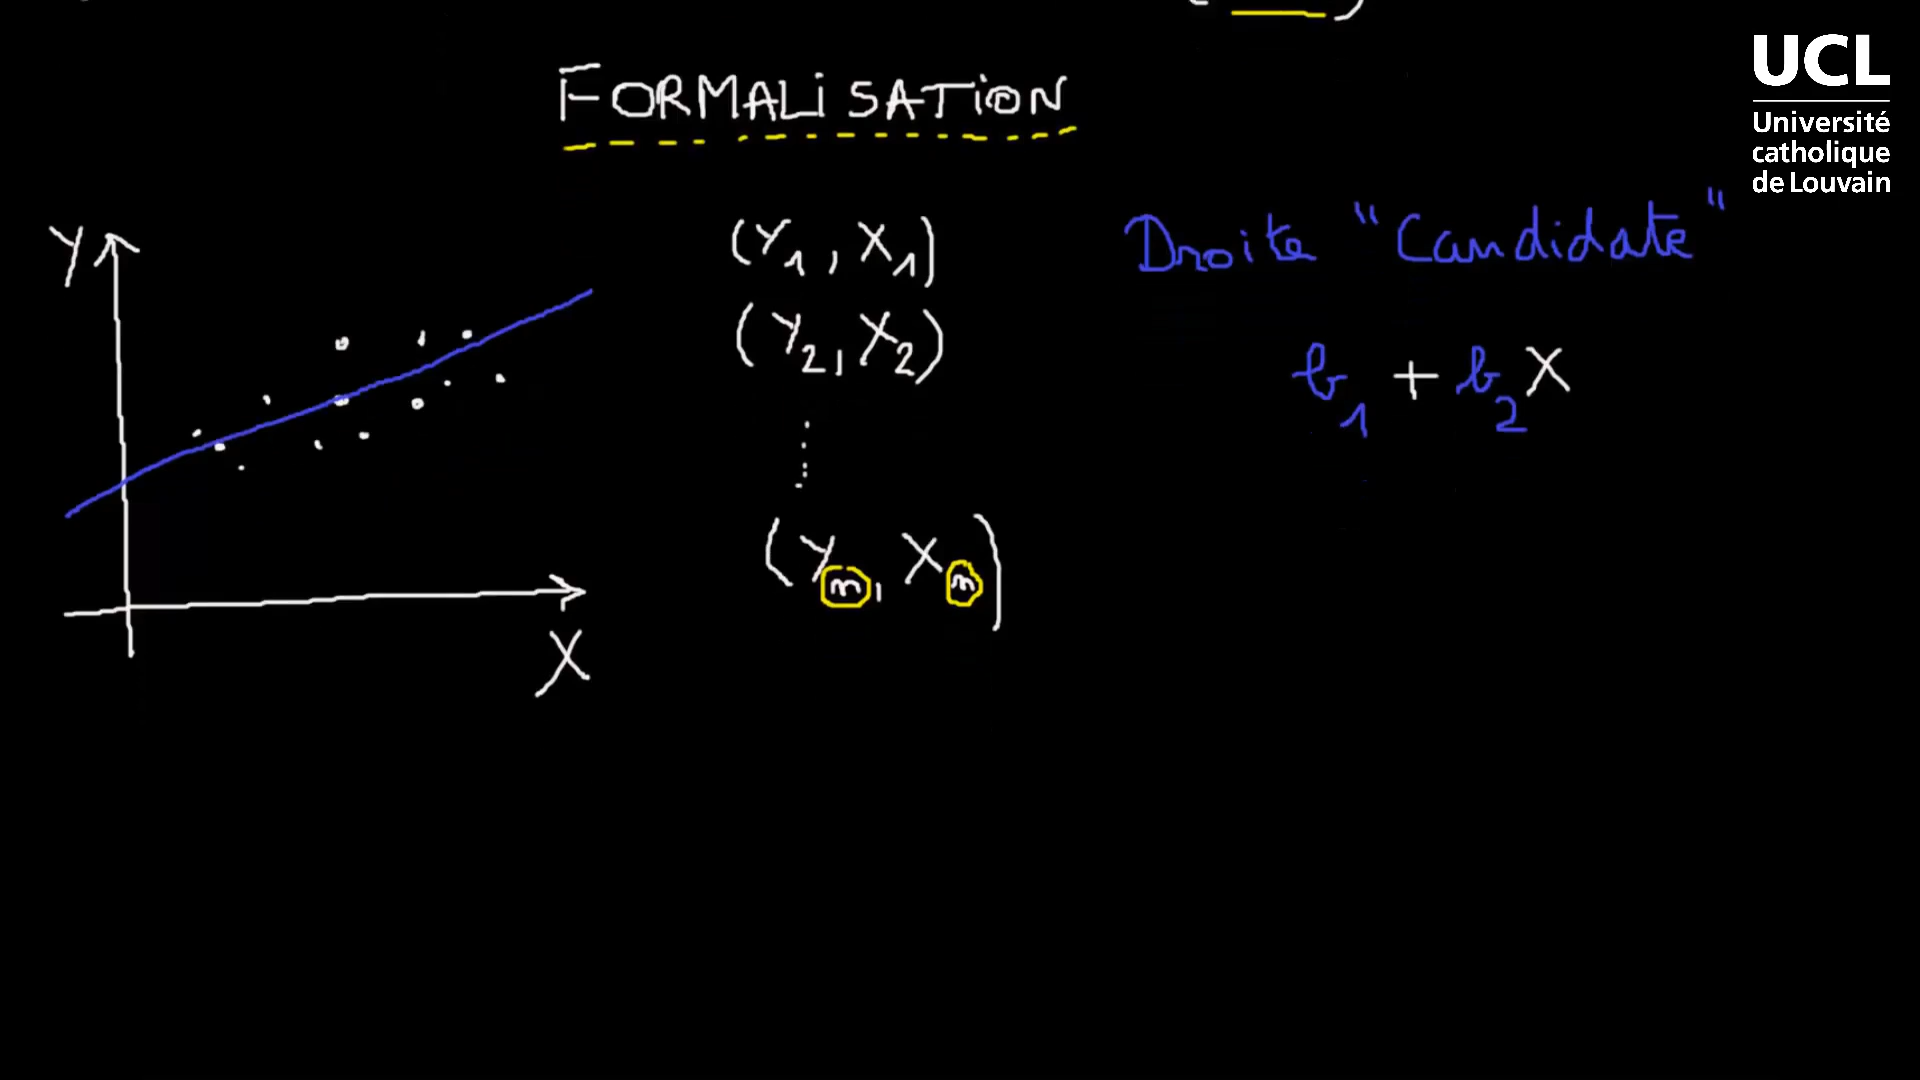 FORMALISATION
UCL
Université
catholique
de Louvain
Y
X
(Y1, X1)
(Y2, X2)
(Yn, Xn)
Droite "Candidate"
b1 + b2X